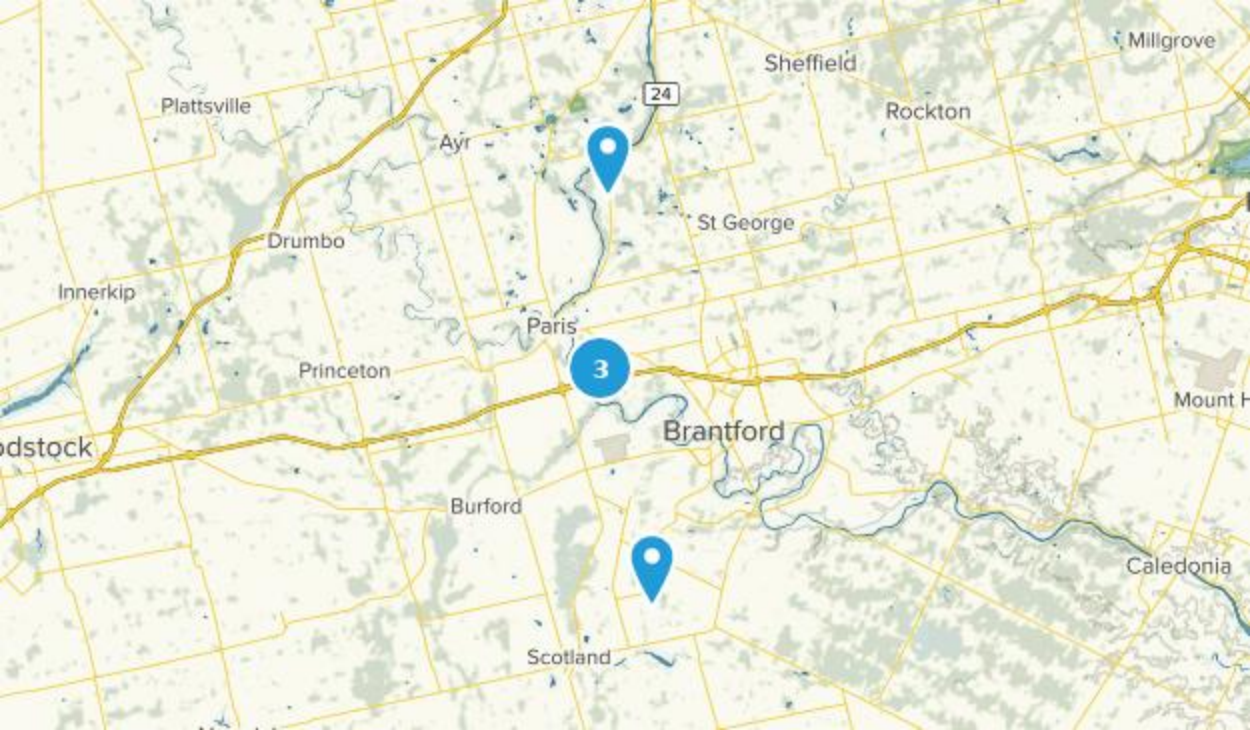 Millgrove
Sheffield
24
Plattsville
Rockton
Ayr
St George
Drumbo
Innerkip
Paris
3
Princeton
Mount H
Brantford
odstock
Burford
Caledonia
Scotland